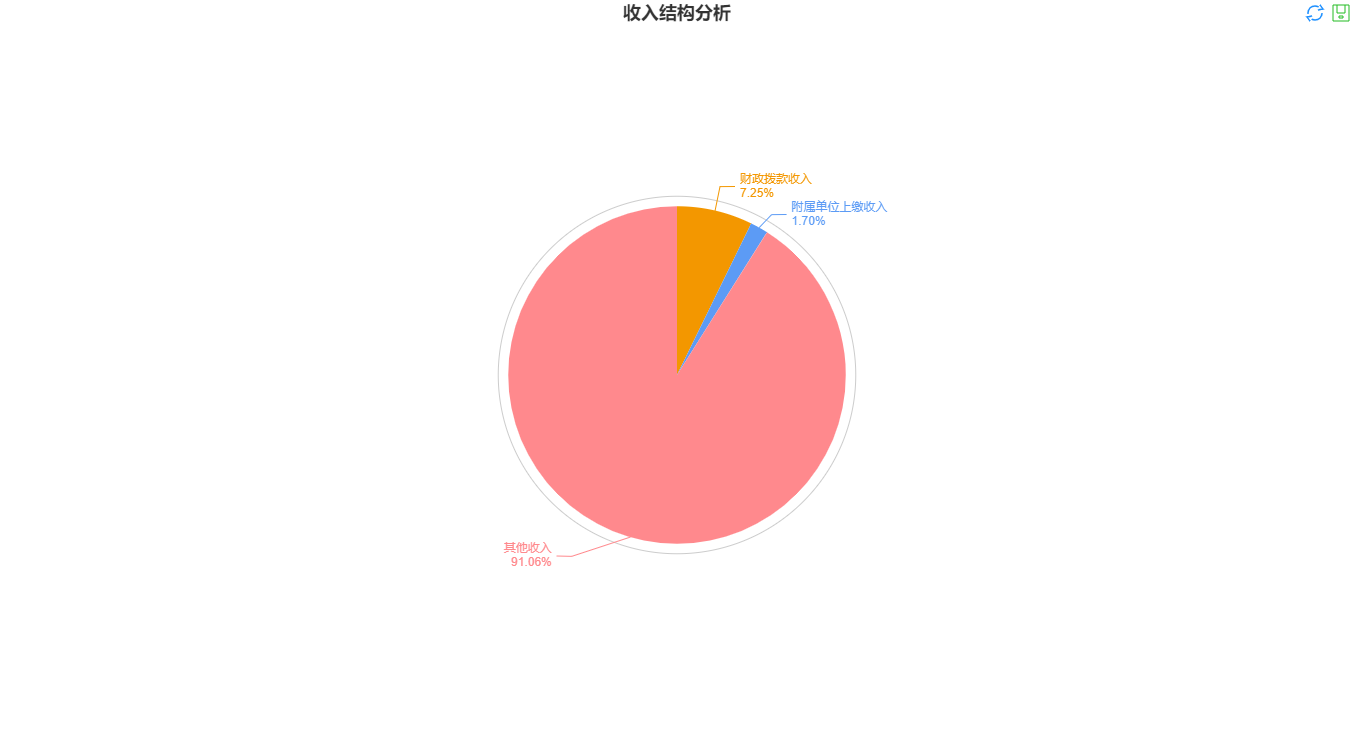 收入结构分析
财政拨款收入
7.25%
附属单位上缴收入
1.70%
其他收入
91.06%